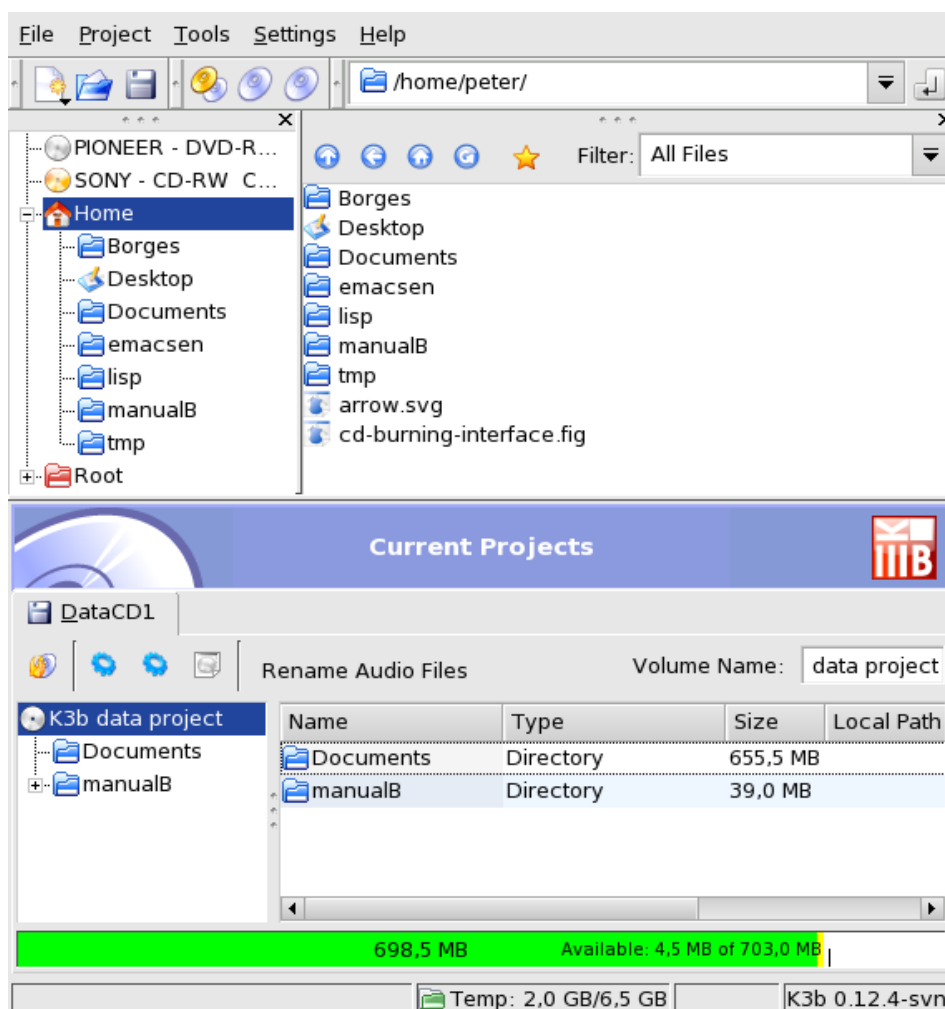 File Project Tools Settings Help
/home/peter/
PIONEER - DVD-R...
SONY - CD-RW C...
Home
Borges
Desktop
Documents
emacsen
lisp
manualB
tmp
Root
Filter: All Files
Borges
Desktop
Documents
emacsen
lisp
manualB
tmp
arrow.svg
cd-burning-interface.fig
Current Projects
K
IIIB
DataCD1
Rename Audio Files Volume Name: data project
K3b data project
Documents
manualB
Name Type Size Local Path
Documents Directory 655,5 MB
manualB Directory 39,0 MB
698,5 MB Available: 4,5 MB of 703,0 MB
Temp: 2,0 GB/6,5 GB K3b 0.12.4-svn